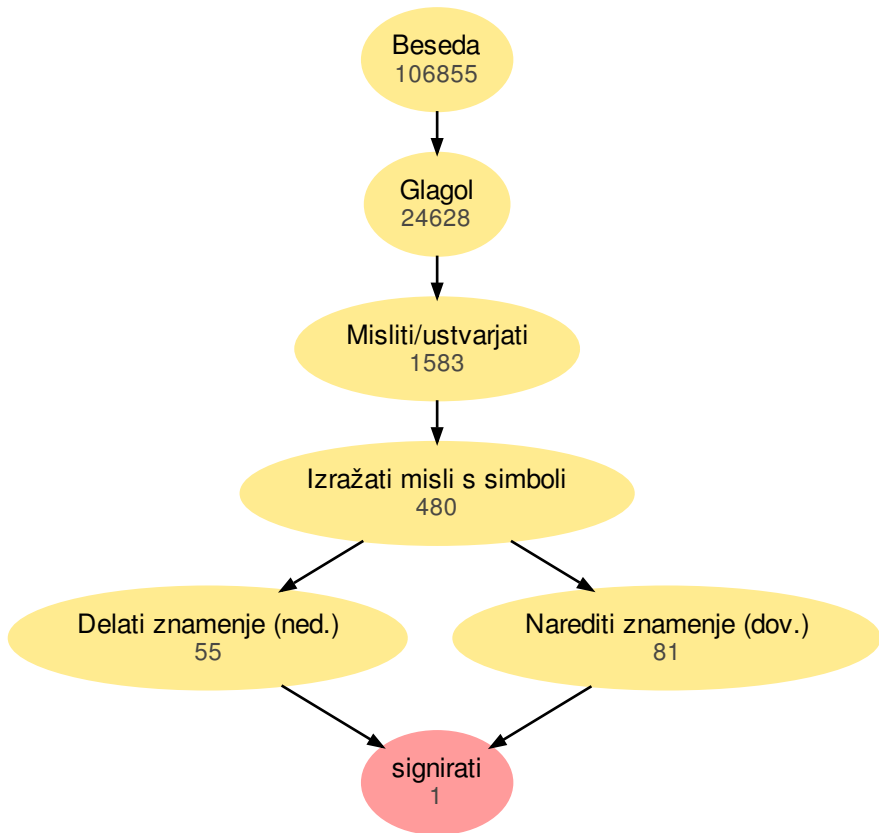 Beseda
106855
Glagol
24628
Misliti/ustvarjati
1583
Izražati misli s simboli
480
Delati znamenje (ned.)
55
Narediti znamenje (dov.)
81
signirati
1